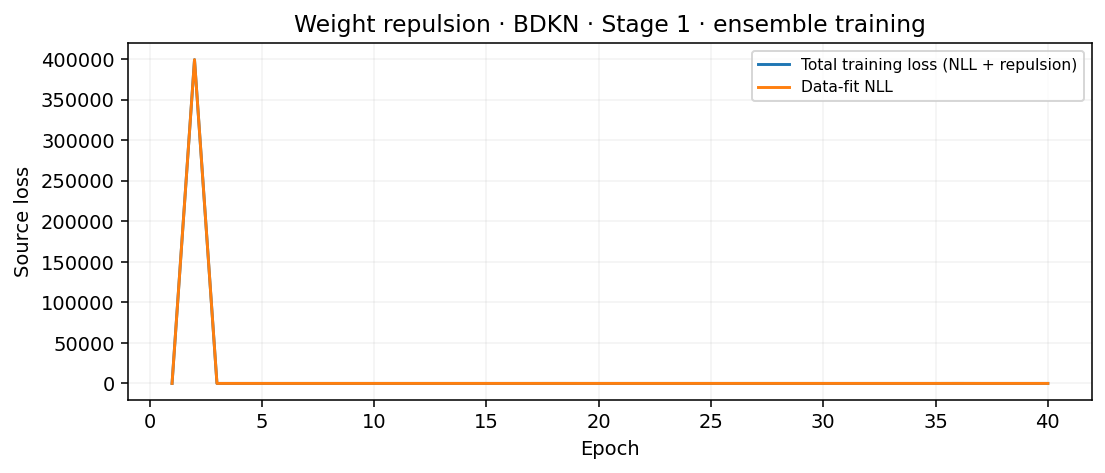 Weight repulsion · BDKN · Stage 1 · ensemble training
Total training loss (NLL + repulsion)
Data-fit NLL
Source loss
400000
350000
300000
250000
200000
150000
100000
50000
0
0 5 10 15 20 25 30 35 40
Epoch